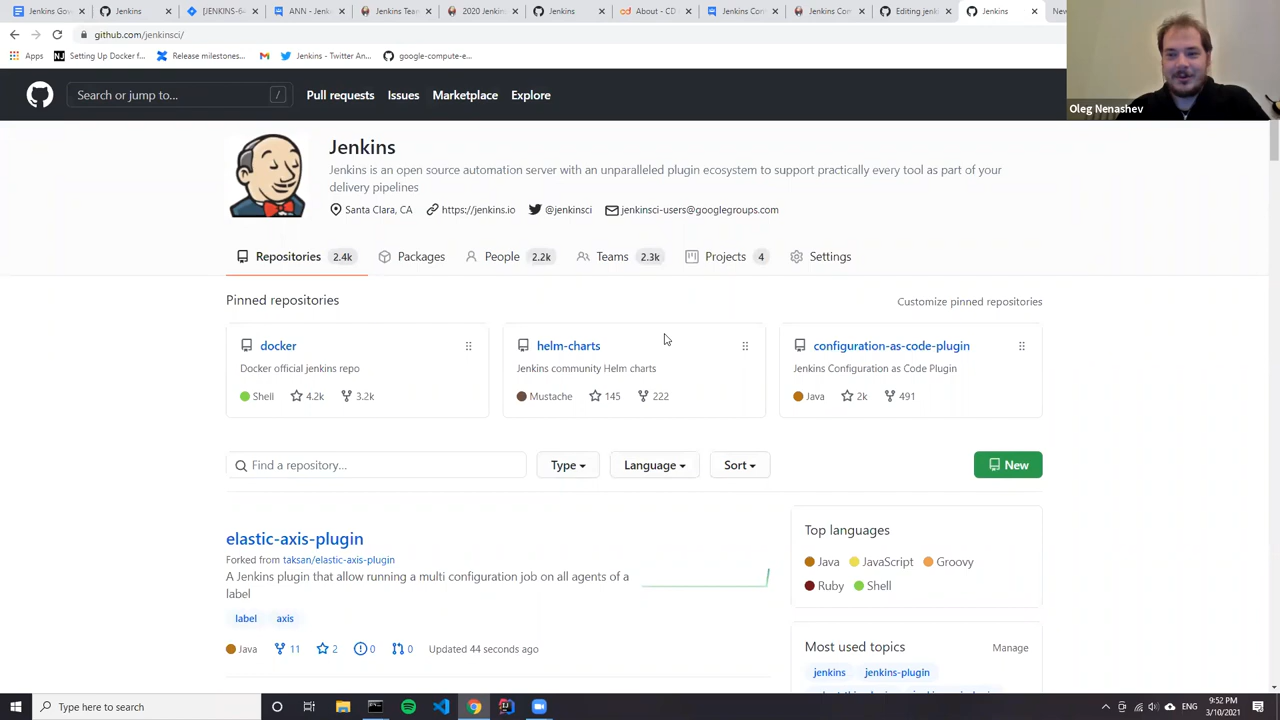 Jenkins Go
Jenkins
[JENKINS-6
ANN - Jenk
Jenkins Tea
2020 Jenkin
Jenkins
About - CD
Jenkins Con
Jenkins Con
Editing jenk
Jenkins
github.com/jenkinsci/
Apps
Setting Up Docker f...
Release milestones...
Jenkins - Twitter An...
google-compute-e...
Oleg Nenashev
Search or jump to...
/
Pull requests
Issues
Marketplace
Explore
Jenkins
Jenkins is an open source automation server with an unparalleled plugin ecosystem to support practically every tool as part of your
delivery pipelines
Santa Clara, CA
https://jenkins.io
@jenkinsci
jenkinsci-users@googlegroups.com
Repositories 2.4k
Packages
People 2.2k
Teams 2.3k
Projects 4
Settings
Pinned repositories
Customize pinned repositories
docker
Docker official jenkins repo
Shell 4.2k 3.2k
helm-charts
Jenkins community Helm charts
Mustache 145 222
configuration-as-code-plugin
Jenkins Configuration as Code Plugin
Java 2k 491
Find a repository...
Type
Language
Sort
New
elastic-axis-plugin
Forked from taksan/elastic-axis-plugin
A Jenkins plugin that allow running a multi configuration job on all agents of a
label
label axis
Java 11 2 0 0 Updated 44 seconds ago
Top languages
Java JavaScript Groovy
Ruby Shell
Most used topics
Manage
jenkins jenkins-plugin
Type here to search
ENG
9:52 PM
3/10/2021